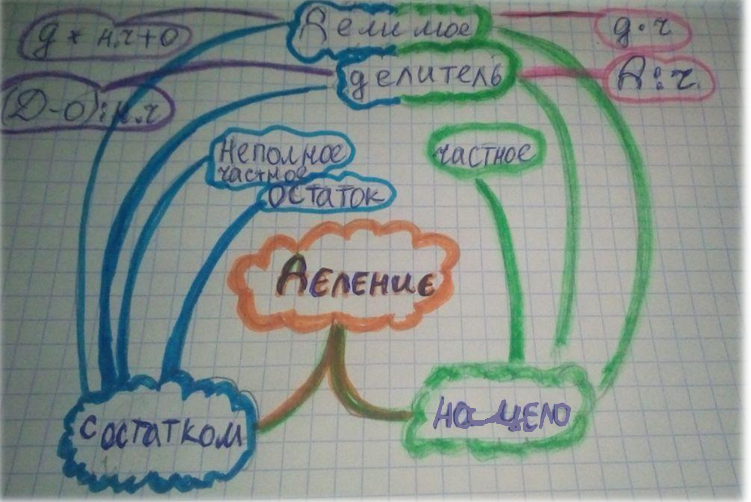 д * н.ч+о
Делимое
д·ч
(Д-о):н.ч
делитель
Д:ч.
Неполное
частное
остаток
частное
Деление
с остатком
нацело